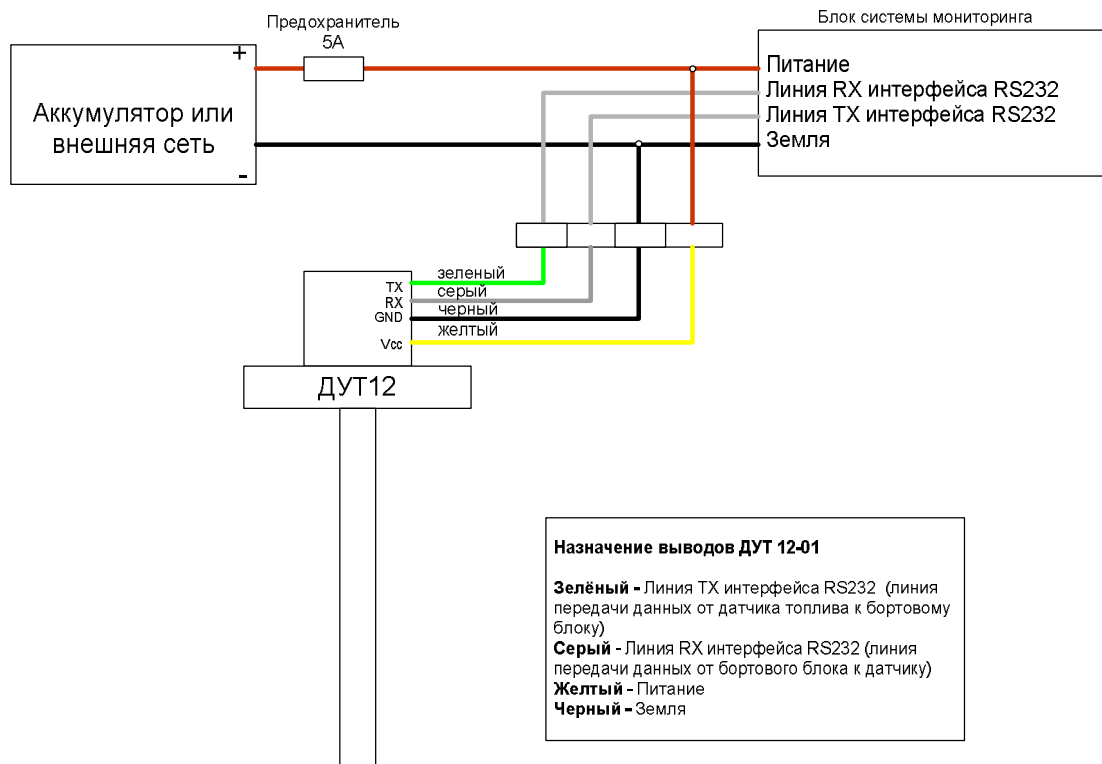 Предохранитель
5А
Блок системы мониторинга
+
Аккумулятор или
внешняя сеть
-
Питание
Линия RX интерфейса RS232
Линия TX интерфейса RS232
Земля
зеленый
серый
черный
желтый
TX
RX
GND
Vcc
ДУТ12
Назначение выводов ДУТ 12-01
Зелёный - Линия TX интерфейса RS232 (линия
передачи данных от датчика топлива к бортовому
блоку)
Серый - Линия RX интерфейса RS232 (линия
передачи данных от бортового блока к датчику)
Желтый - Питание
Черный - Земля